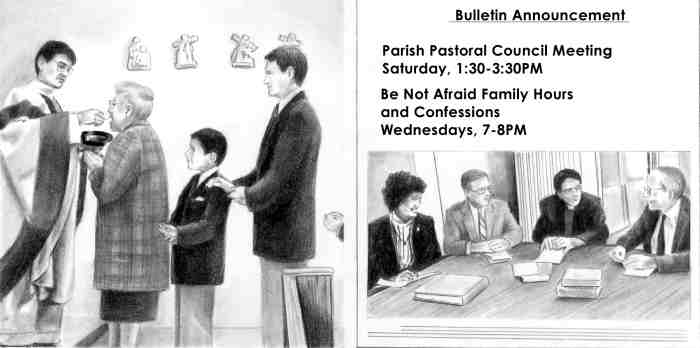 Bulletin Announcement
Parish Pastoral Council Meeting
Saturday, 1:30-3:30PM
Be Not Afraid Family Hours
and Confessions
Wednesdays, 7-8PM